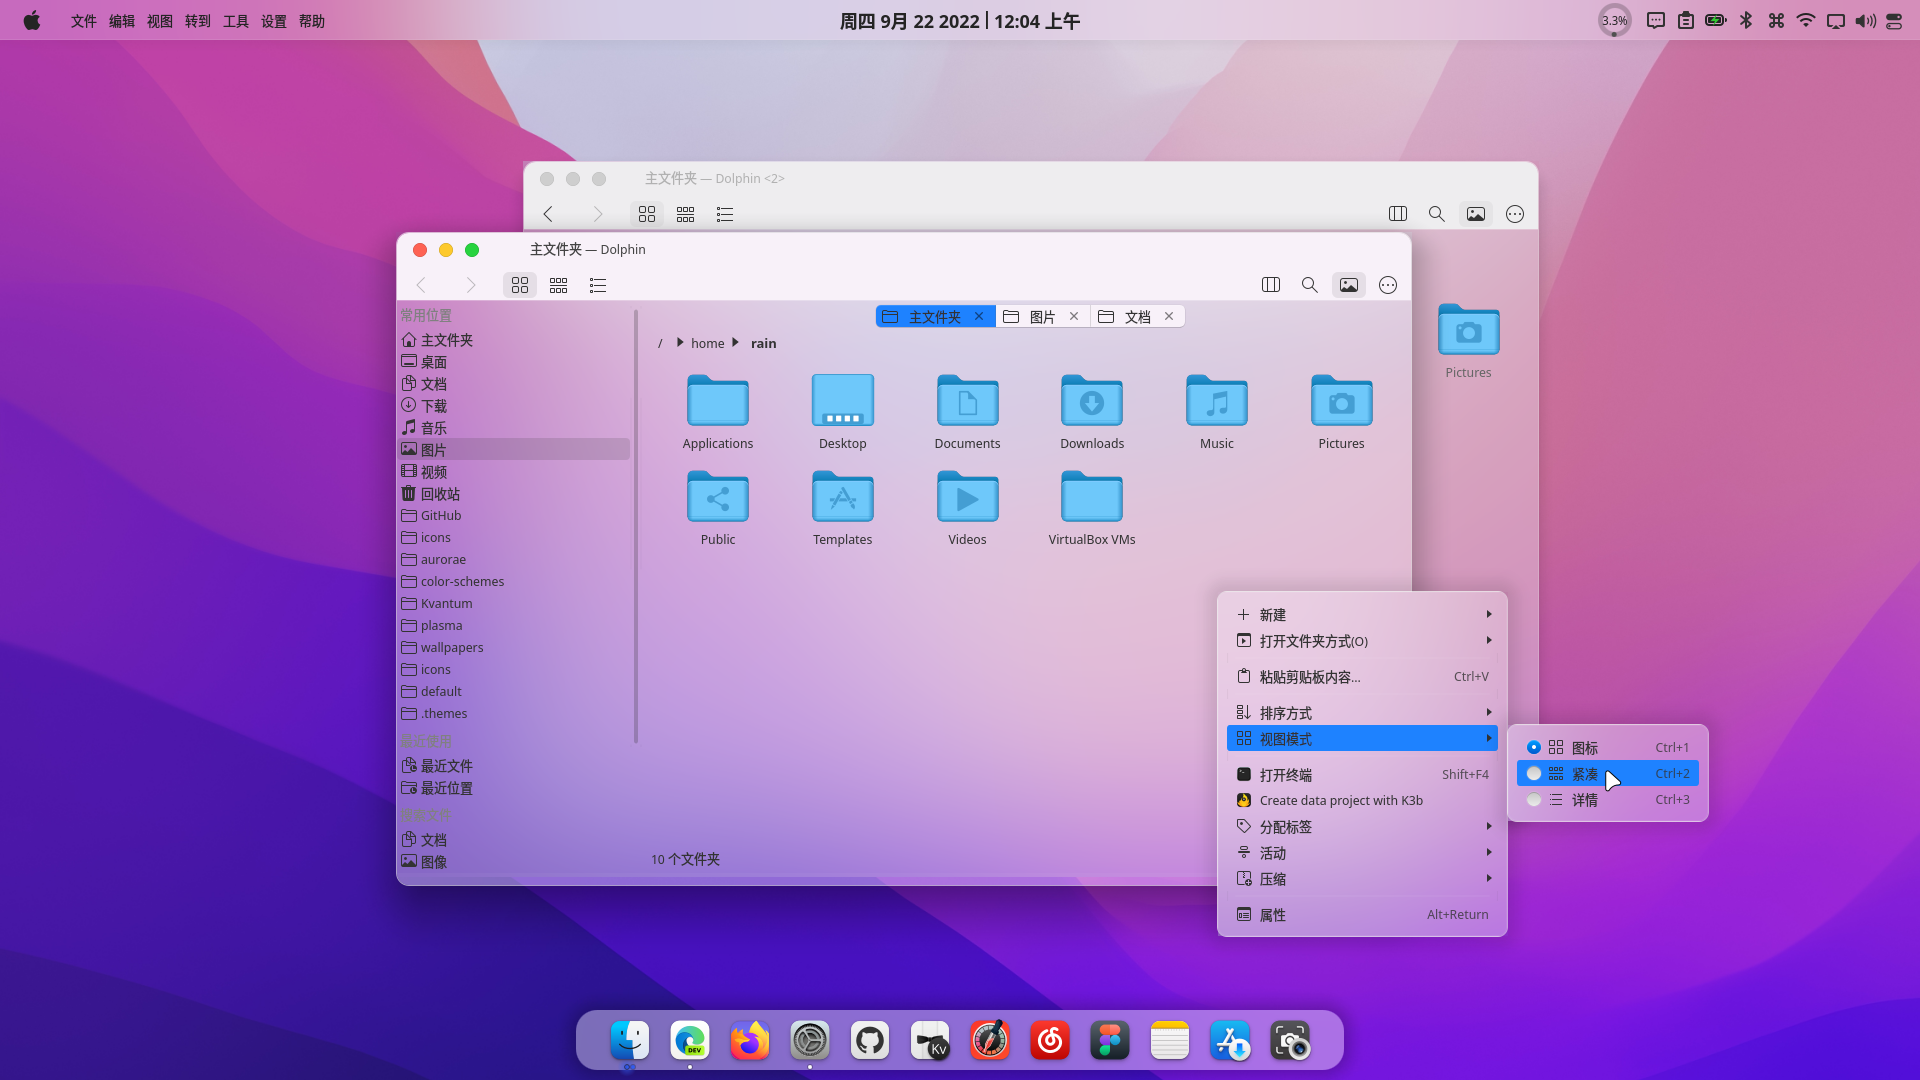 文件 编辑 视图 转到 工具 设置 帮助
周四 9月 22 2022 | 12:04 上午
3.3%
主文件夹 — Dolphin <2>
主文件夹 — Dolphin
常用位置
主文件夹
桌面
文档
下载
音乐
图片
视频
回收站
GitHub
icons
aurorae
color-schemes
Kvantum
plasma
wallpapers
icons
default
.themes
最近使用
最近文件
最近位置
文档
图像
主文件夹 图片 文档
/ home rain
Applications Desktop Documents Downloads Music Pictures
Public Templates Videos VirtualBox VMs
10 个文件夹
Pictures
新建
打开文件夹方式(O)
粘贴剪贴板内容... Ctrl+V
排序方式
视图模式
打开终端 Shift+F4
Create data project with K3b
分配标签
活动
压缩
属性 Alt+Return
图标 Ctrl+1
紧凑 Ctrl+2
详情 Ctrl+3
DEV
Kv